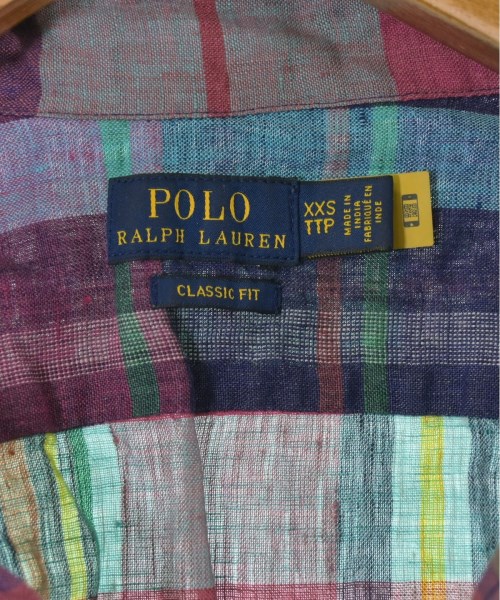 POLO
RALPH LAUREN
XXS
TTP
MADE IN
INDIA
FABRIQUÉ EN
INDE
CLASSIC FIT